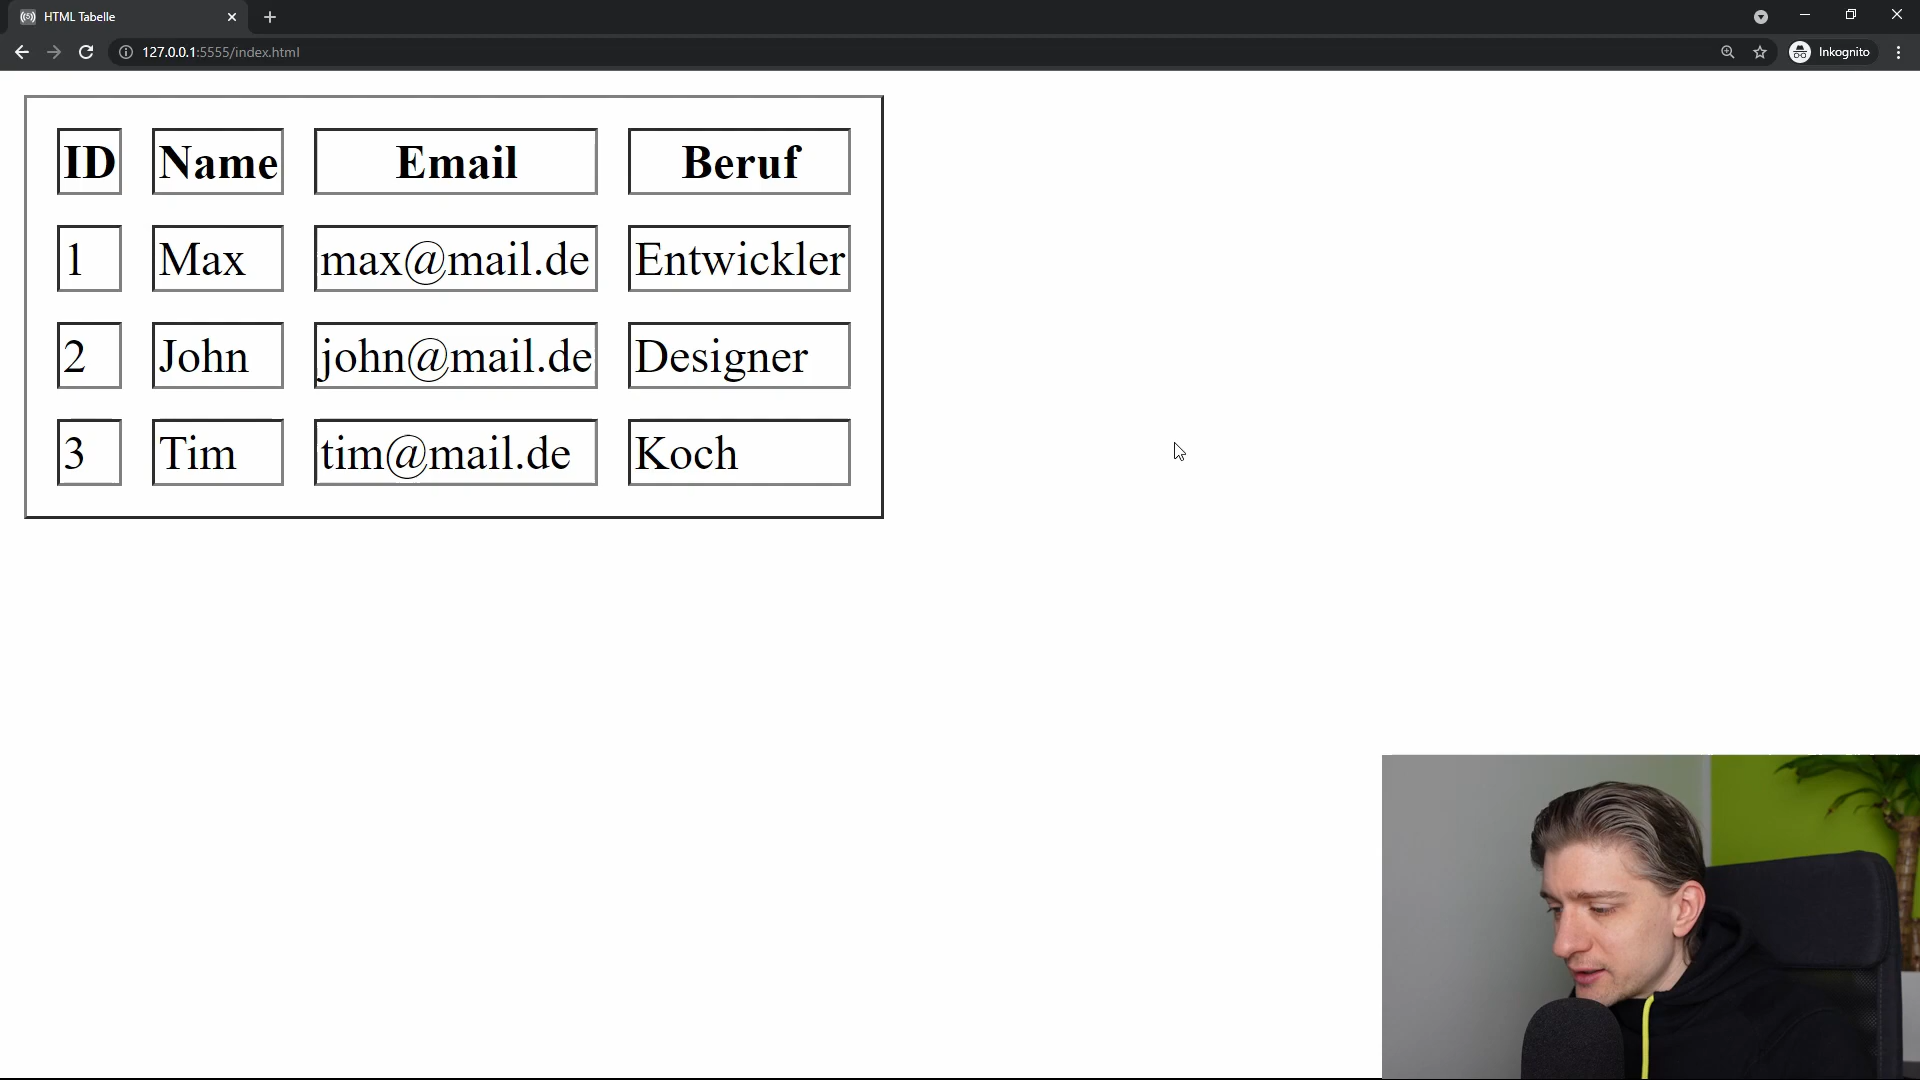 HTML Tabelle
127.0.0.1:5555/index.html
Inkognito
ID Name Email Beruf
1 Max max@mail.de Entwickler
2 John john@mail.de Designer
3 Tim tim@mail.de Koch